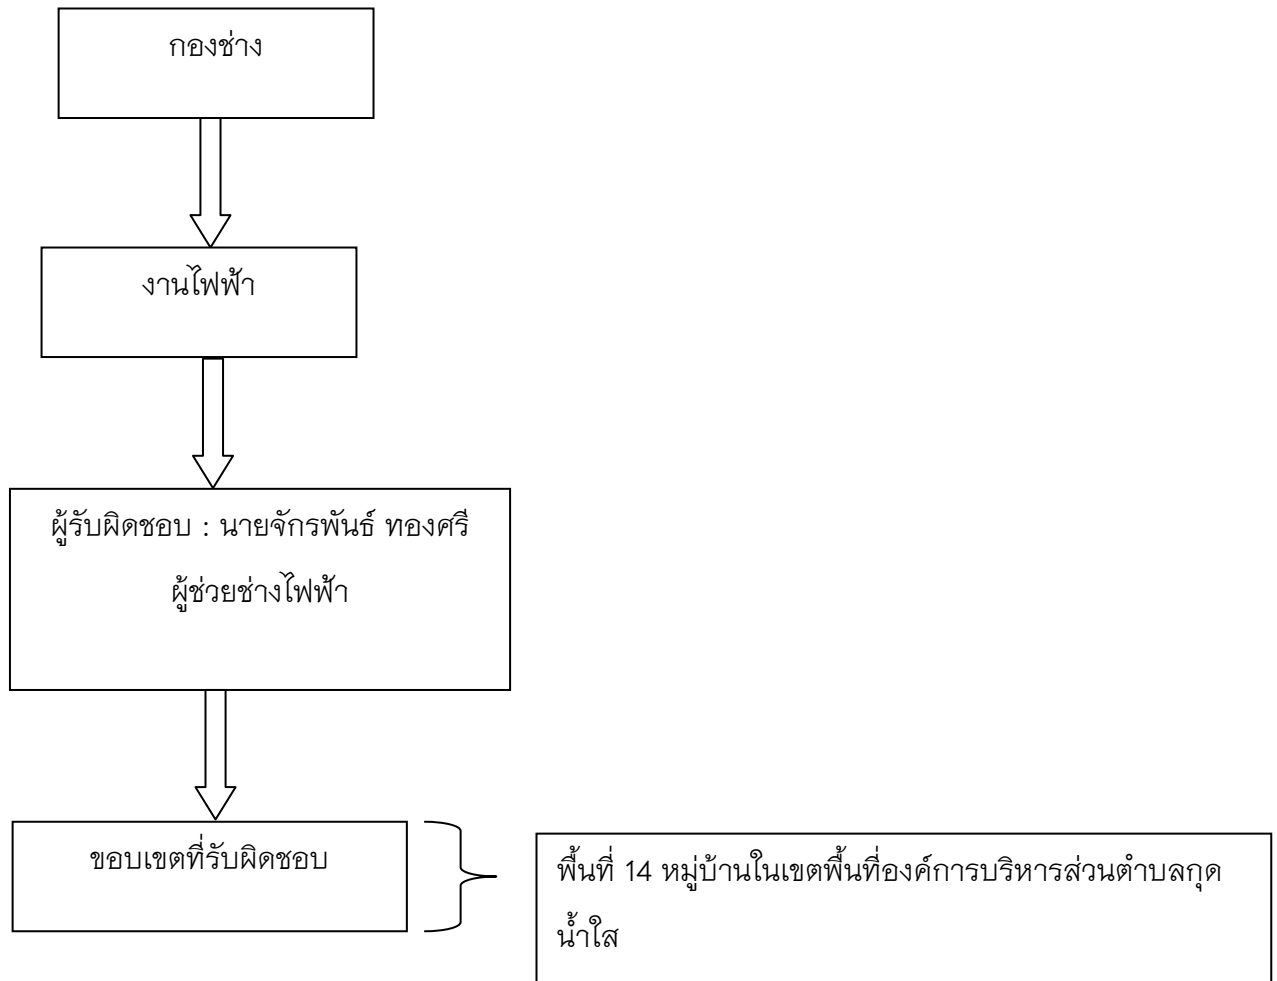 กองช่าง
งานไฟฟ้า
ผู้รับผิดชอบ : นายจักรพันธ์ ทองศรี
ผู้ช่วยช่างไฟฟ้า
ขอบเขตที่รับผิดชอบ
พื้นที่ 14 หมู่บ้านในเขตพื้นที่องค์การบริหารส่วนตำบลกุด
น้ำใส